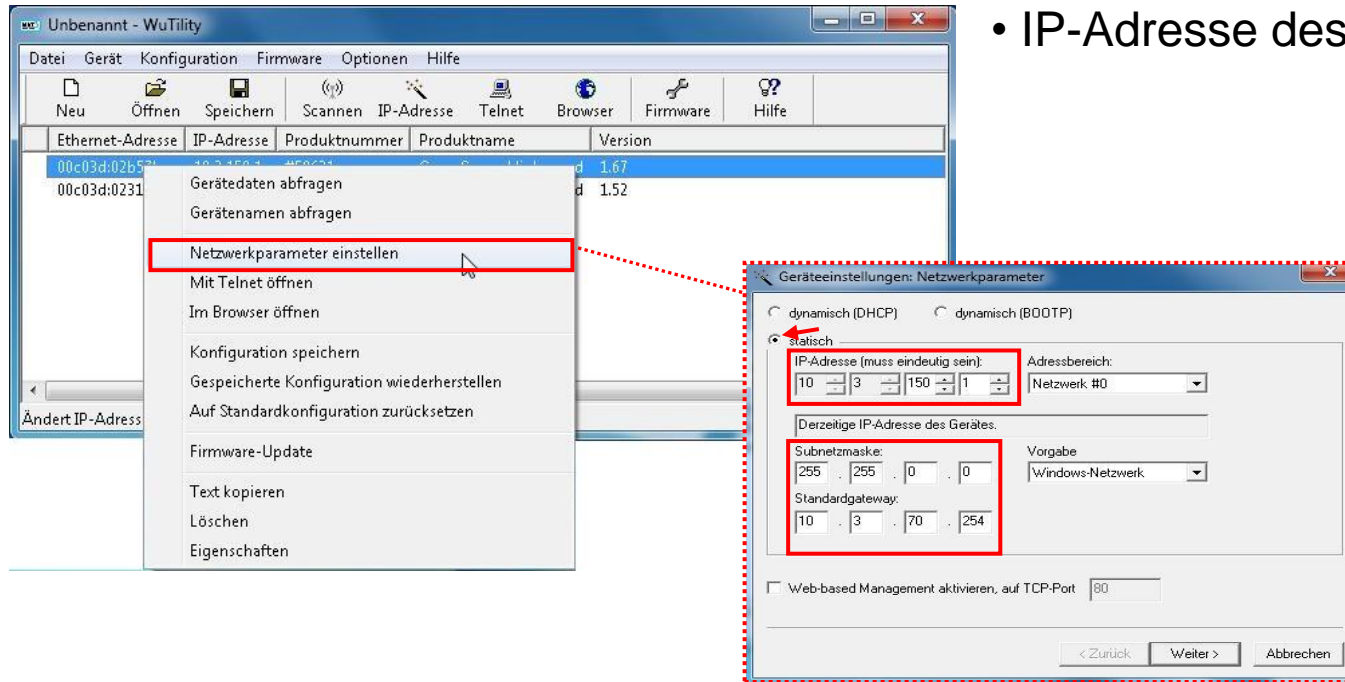 Unbenannt - WuTility
• IP-Adresse des
Datei Gerät Konfiguration Firmware Optionen Hilfe
Neu Öffnen Speichern Scannen IP-Adresse Telnet Browser Firmware Hilfe
Ethernet-Adresse IP-Adresse Produktnummer Produktname Version
1.67
00c03d:0231 d 1.52
Gerätedaten abfragen
Gerätenamen abfragen
Netzwerkparameter einstellen
Mit Telnet öffnen
Im Browser öffnen
Konfiguration speichern
Gespeicherte Konfiguration wiederherstellen
Auf Standardkonfiguration zurücksetzen
Firmware-Update
Text kopieren
Löschen
Eigenschaften
Ändert IP-Adress
Geräteeinstellungen: Netzwerkparameter
dynamisch (DHCP) dynamisch (BOOTP)
statisch
IP-Adresse (muss eindeutig sein): Adressbereich:
10 3 150 1 Netzwerk #0
Derzeitige IP-Adresse des Gerätes.
Subnetzmaske: Vorgabe
255 . 255 . 0 . 0 Windows-Netzwerk
Standardgateway:
10 . 3 . 70 . 254
Web-based Management aktivieren, auf TCP-Port 80
< Zurück Weiter > Abbrechen